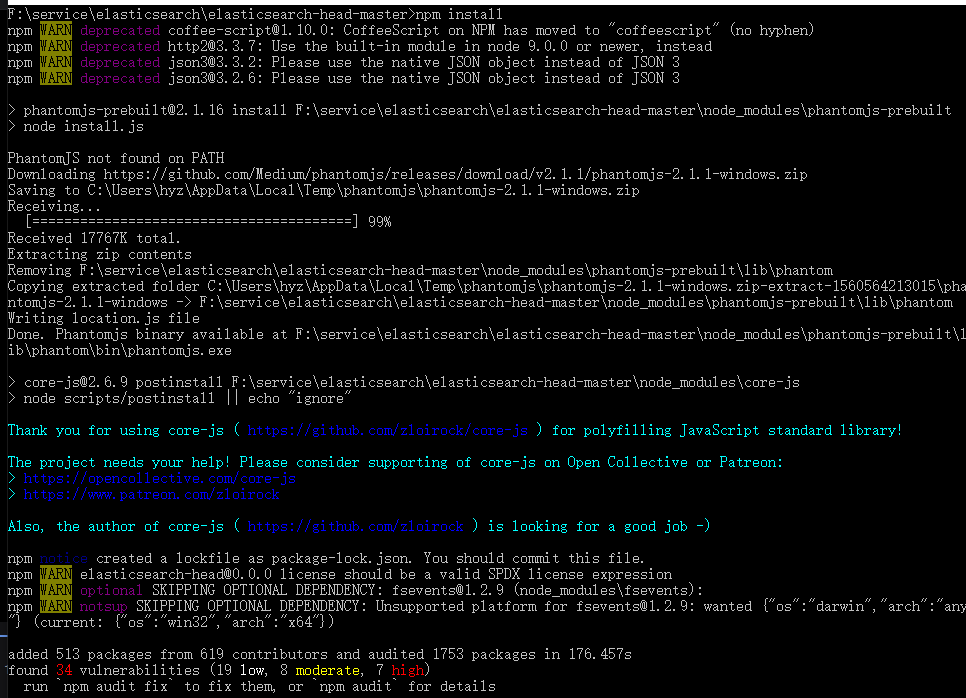 F:\service\elasticsearch\elasticsearch-head-master>npm install
npm WARN deprecated coffee-script@1.10.0: CoffeeScript on NPM has moved to "coffeescript" (no hyphen)
npm WARN deprecated http2@3.3.7: Use the built-in module in node 9.0.0 or newer, instead
npm WARN deprecated json3@3.3.2: Please use the native JSON object instead of JSON 3
npm WARN deprecated json3@3.2.6: Please use the native JSON object instead of JSON 3
> phantomjs-prebuilt@2.1.16 install F:\service\elasticsearch\elasticsearch-head-master\node_modules\phantomjs-prebuilt
> node install.js
PhantomJS not found on PATH
Downloading https://github.com/Medium/phantomjs/releases/download/v2.1.1/phantomjs-2.1.1-windows.zip
Saving to C:\Users\hyz\AppData\Local\Temp\phantomjs\phantomjs-2.1.1-windows.zip
Receiving...
[========================================] 99%
Received 17767K total.
Extracting zip contents
Removing F:\service\elasticsearch\elasticsearch-head-master\node_modules\phantomjs-prebuilt\lib\phantom
Copying extracted folder C:\Users\hyz\AppData\Local\Temp\phantomjs\phantomjs-2.1.1-windows.zip-extract-1560564213015\pha
ntomjs-2.1.1-windows -> F:\service\elasticsearch\elasticsearch-head-master\node_modules\phantomjs-prebuilt\lib\phantom
Writing location.js file
Done. Phantomjs binary available at F:\service\elasticsearch\elasticsearch-head-master\node_modules\phantomjs-prebuilt\l
ib\phantom\bin\phantomjs.exe
> core-js@2.6.9 postinstall F:\service\elasticsearch\elasticsearch-head-master\node_modules\core-js
> node scripts/postinstall || echo "ignore"
Thank you for using core-js ( https://github.com/zloirock/core-js ) for polyfilling JavaScript standard library!
The project needs your help! Please consider supporting of core-js on Open Collective or Patreon:
> https://opencollective.com/core-js
> https://www.patreon.com/zloirock
Also, the author of core-js ( https://github.com/zloirock ) is looking for a good job -)
npm notice created a lockfile as package-lock.json. You should commit this file.
npm WARN elasticsearch-head@0.0.0 license should be a valid SPDX license expression
npm WARN optional SKIPPING OPTIONAL DEPENDENCY: fsevents@1.2.9 (node_modules\fsevents):
npm WARN notsup SKIPPING OPTIONAL DEPENDENCY: Unsupported platform for fsevents@1.2.9: wanted {"os":"darwin","arch":"any
"} (current: {"os":"win32","arch":"x64"})
added 513 packages from 619 contributors and audited 1753 packages in 176.457s
found 34 vulnerabilities (19 low, 8 moderate, 7 high)
run `npm audit fix` to fix them, or `npm audit` for details